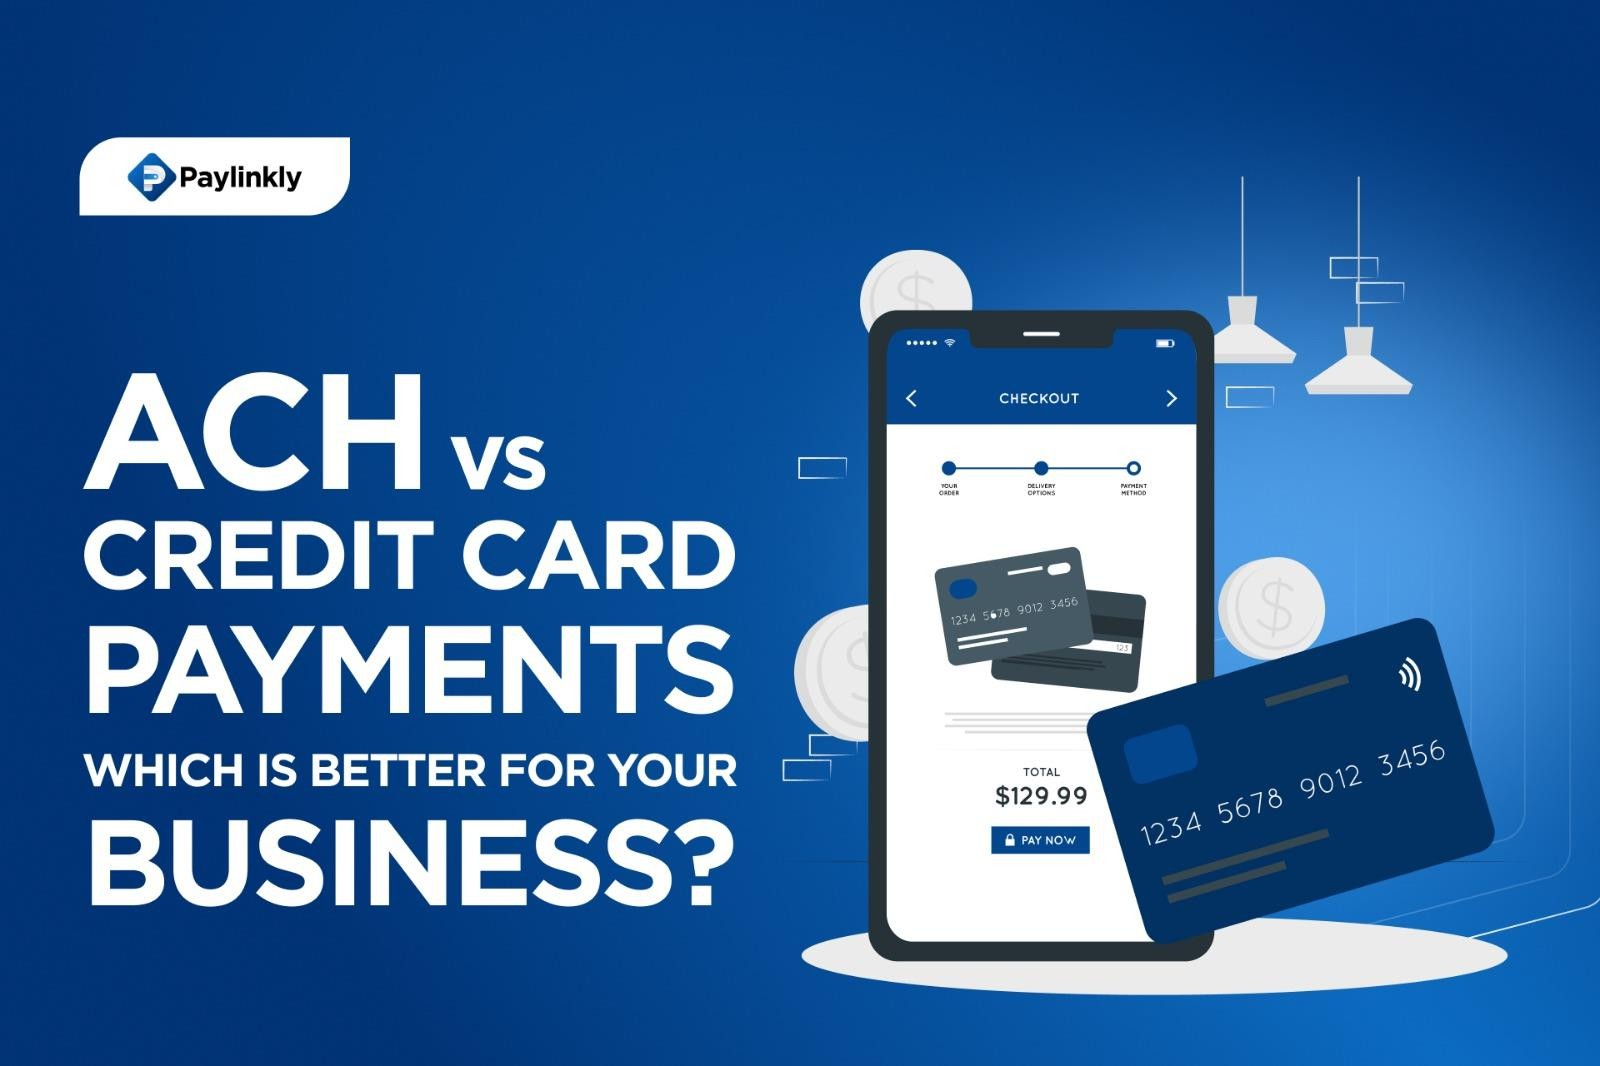 Paylinkly
ACH vs
CREDIT CARD
PAYMENTS
WHICH IS BETTER FOR YOUR
BUSINESS?
CHECKOUT
YOUR
ORDER
DELIVERY
OPTIONS
PAYMENT
METHOD
1234 5678 9012 3456
123
TOTAL
$129.99
PAY NOW
1234 5678 9012 3456
$
$
$